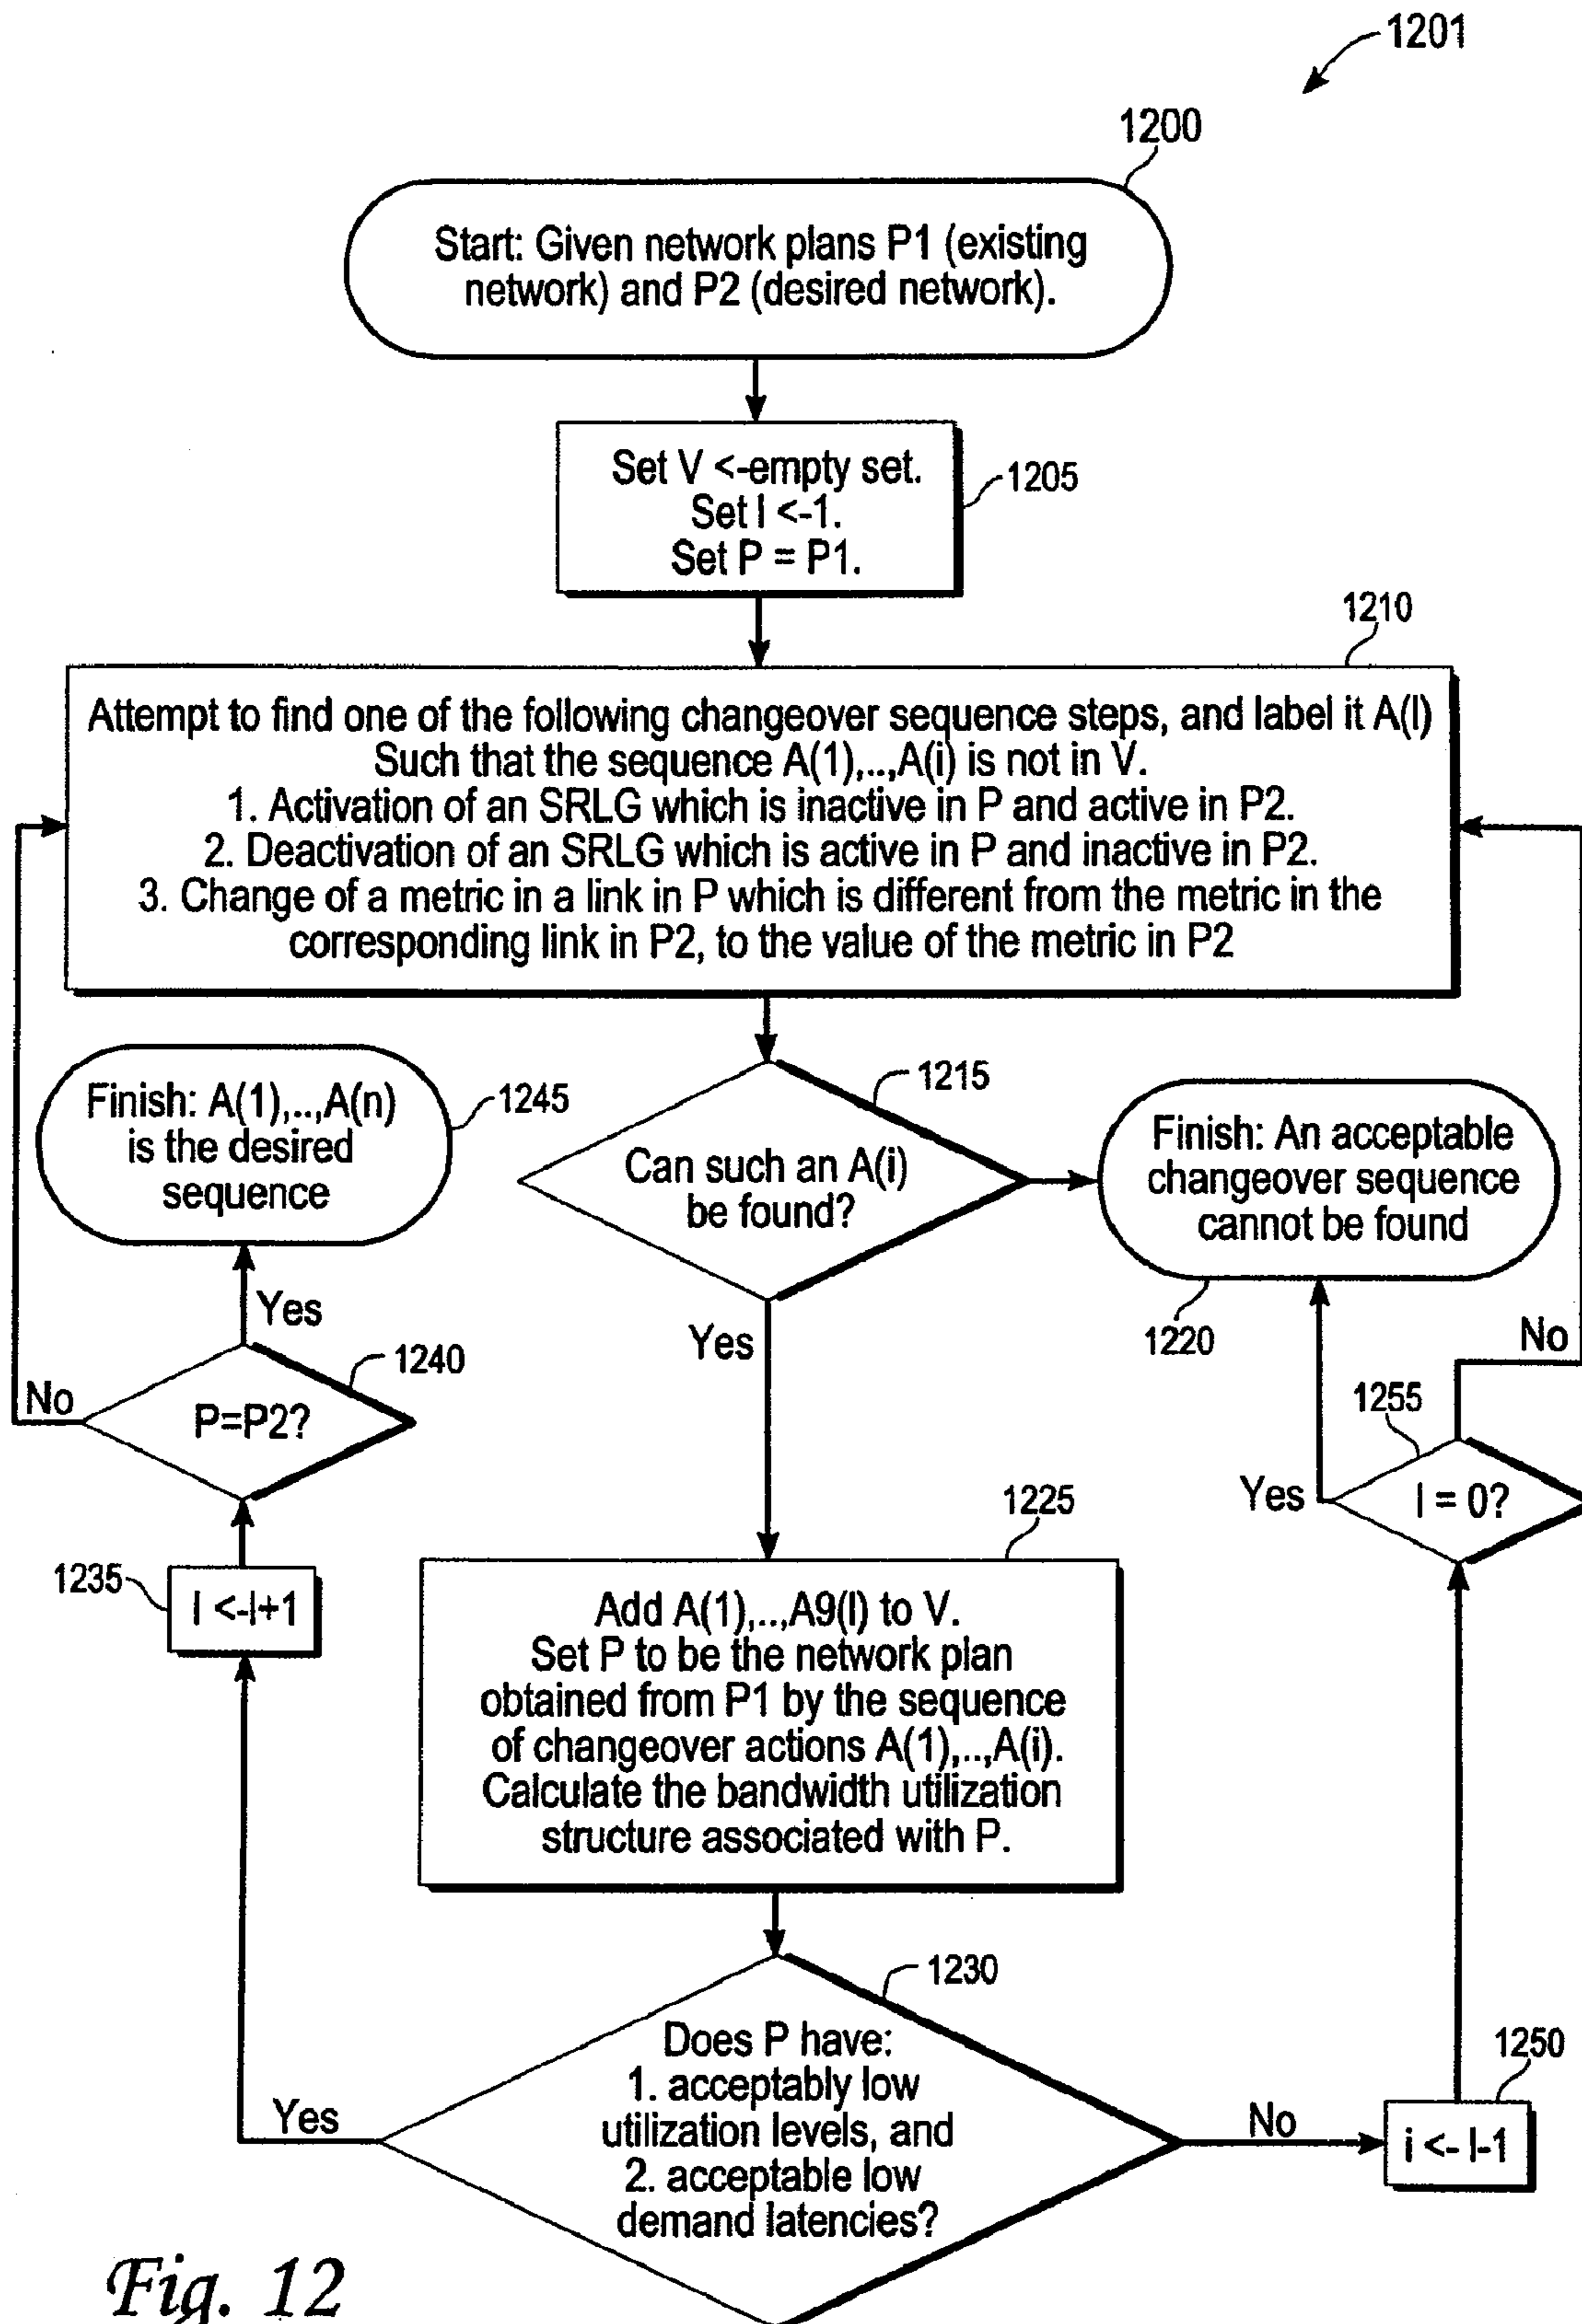 1201
1200
Start: Given network plans P1 (existing
network) and P2 (desired network).
Set V <-empty set.
Set I <-1.
Set P = P1.
1205
1210
Attempt to find one of the following changeover sequence steps, and label it A(I)
Such that the sequence A(1),..,A(i) is not in V.
1. Activation of an SRLG which is inactive in P and active in P2.
2. Deactivation of an SRLG which is active in P and inactive in P2.
3. Change of a metric in a link in P which is different from the metric in the
corresponding link in P2, to the value of the metric in P2
Finish: A(1),..,A(n)
is the desired
sequence
1245
1215
Can such an A(i)
be found?
Finish: An acceptable
changeover sequence
cannot be found
1220
Yes
Yes
No
1240
P=P2?
No
1255
I = 0?
Yes
1235
I <-I+1
1225
Add A(1),..,A9(I) to V.
Set P to be the network plan
obtained from P1 by the sequence
of changeover actions A(1),..,A(i).
Calculate the bandwidth utilization
structure associated with P.
1230
Does P have:
1. acceptably low
utilization levels, and
2. acceptable low
demand latencies?
Yes
No
1250
i <- I-1
Fig. 12